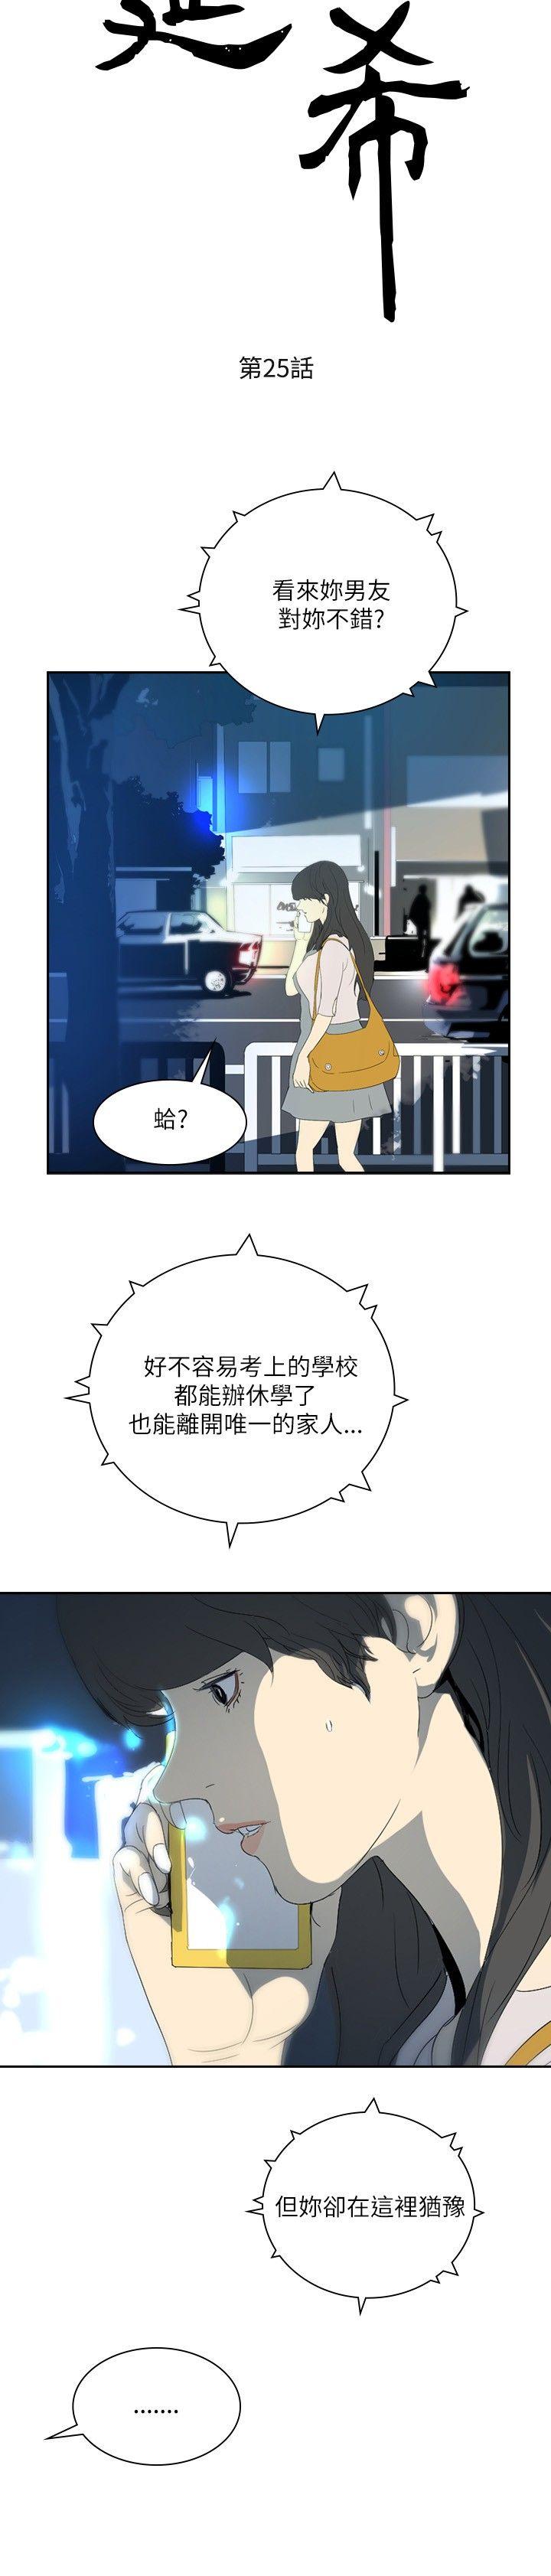 延希
第25話
看來妳男友
對妳不錯?
蛤?
好不容易考上的學校
都能辦休學了
也能離開唯一的家人...
但妳卻在這裡猶豫
.......